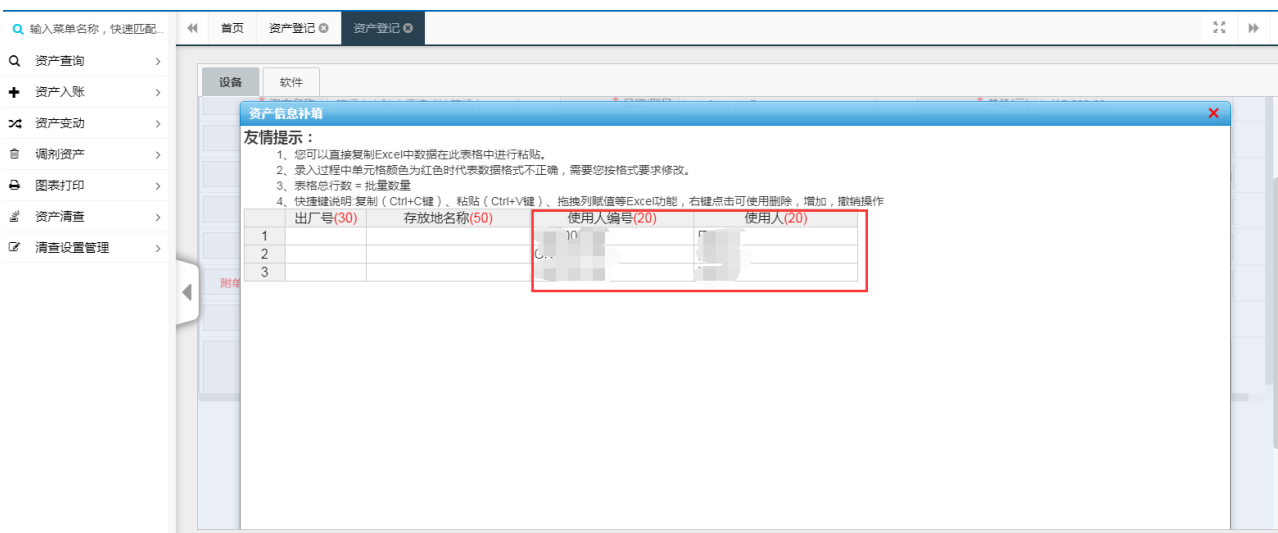 输入菜单名称，快速匹配...
首页
资产登记
资产登记
资产查询
资产入账
资产变动
调剂资产
图表打印
资产清查
清查设置管理
设备
软件
资产信息补填
友情提示：
1、您可以直接复制Excel中数据在此表格中进行粘贴。
2、录入过程中单元格颜色为红色时代表数据格式不正确，需要您按格式要求修改。
3、表格总行数 = 批量数量
4、快捷键说明:复制（Ctrl+C键）、粘贴（Ctrl+V键）、拖拽列赋值等Excel功能，右键点击可使用删除，增加，撤销操作
出厂号(30) 存放地名称(50) 使用人编号(20) 使用人(20)
1
2
3
附单